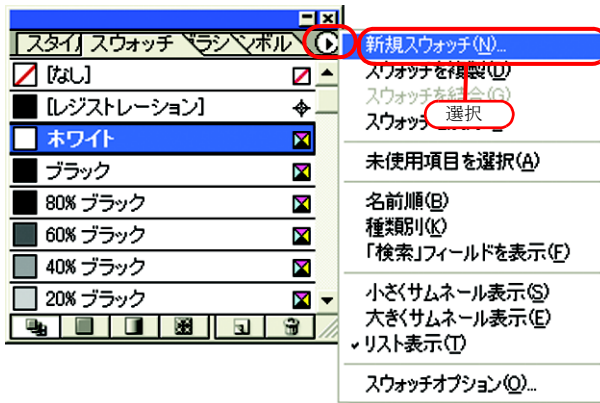 スタイ スウォッチ ラシ ンボル
[なし]
[レジストレーション]
ホワイト
ブラック
80% ブラック
60% ブラック
40% ブラック
20% ブラック
新規スウォッチ(N)...
スウォッチを複製(U)
スウォッチを結合(G)
スウォッチ
選択
未使用項目を選択(A)
名前順(B)
種類別(K)
「検索」フィールドを表示(F)
小さくサムネール表示(S)
大きくサムネール表示(E)
リスト表示(T)
スウォッチオプション(O)...